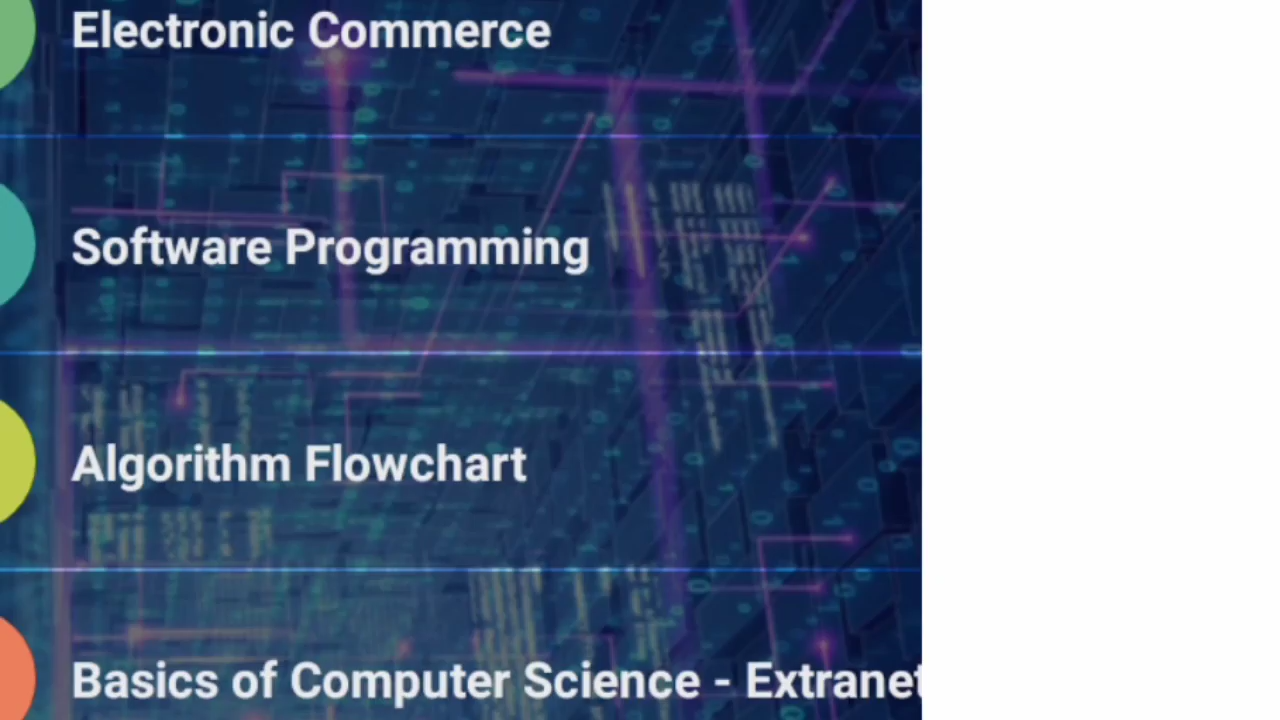 Electronic Commerce
Software Programming
Algorithm Flowchart
Basics of Computer Science - Extranet